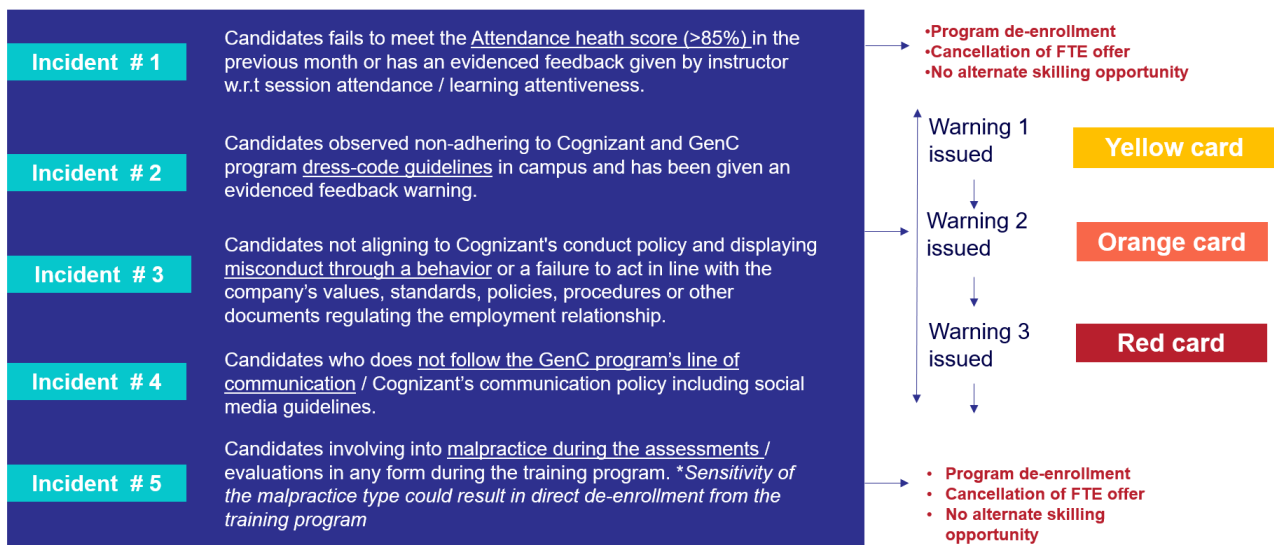 Incident # 1
Candidates fails to meet the Attendance heath score (>85%) in the
previous month or has an evidenced feedback given by instructor
w.r.t session attendance / learning attentiveness.
•Program de-enrollment
•Cancellation of FTE offer
•No alternate skilling opportunity
Incident # 2
Candidates observed non-adhering to Cognizant and GenC
program dress-code guidelines in campus and has been given an
evidenced feedback warning.
Warning 1
issued
Yellow card
Incident # 3
Candidates not aligning to Cognizant's conduct policy and displaying
misconduct through a behavior or a failure to act in line with the
company’s values, standards, policies, procedures or other
documents regulating the employment relationship.
Warning 2
issued
Orange card
Incident # 4
Candidates who does not follow the GenC program’s line of
communication / Cognizant’s communication policy including social
media guidelines.
Warning 3
issued
Red card
Incident # 5
Candidates involving into malpractice during the assessments /
evaluations in any form during the training program. *Sensitivity of
the malpractice type could result in direct de-enrollment from the
training program
• Program de-enrollment
• Cancellation of FTE offer
• No alternate skilling
opportunity